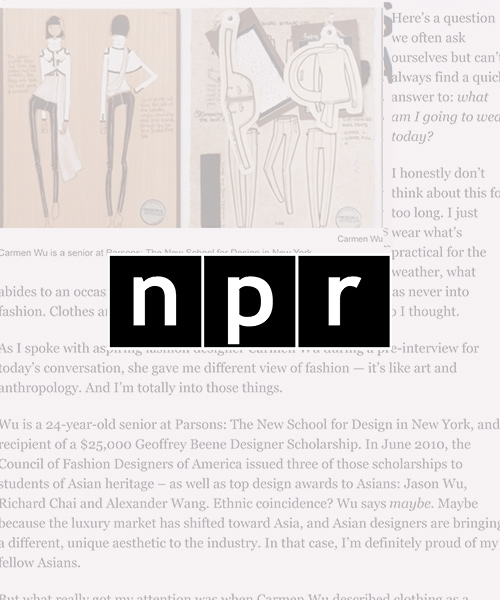 Here's a question
we often ask
ourselves but can't
always find a quick
answer to: what
am I going to wear
today?
I honestly don't
think about this for
too long. I just
wear what's
practical for the
weather, what
Carmen Wu
Carmen Wu is a senior at Parsons: The New School for Design in New York
abides to an occas as never into
fashion. Clothes a o I thought.
npr
As I spoke with aspiring fashion designer Carmen Wu during a pre-interview for
today's conversation, she gave me different view of fashion — it's like art and
anthropology. And I'm totally into those things.
Wu is a 24-year-old senior at Parsons: The New School for Design in New York, and
recipient of a $25,000 Geoffrey Beene Designer Scholarship. In June 2010, the
Council of Fashion Designers of America issued three of those scholarships to
students of Asian heritage – as well as top design awards to Asians: Jason Wu,
Richard Chai and Alexander Wang. Ethnic coincidence? Wu says maybe. Maybe
because the luxury market has shifted toward Asia, and Asian designers are bringing
a different, unique aesthetic to the industry. In that case, I'm definitely proud of my
fellow Asians.
But what really got my attention was when Carmen Wu described clothing as a